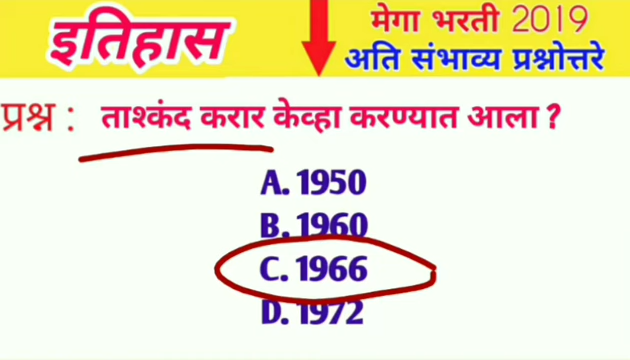 इतिहास
मेगा भरती 2019
अति संभाव्य प्रश्नोत्तरे
प्रश्न : ताश्कंद करार केव्हा करण्यात आला ?
A. 1950
B. 1960
C. 1966
D. 1972